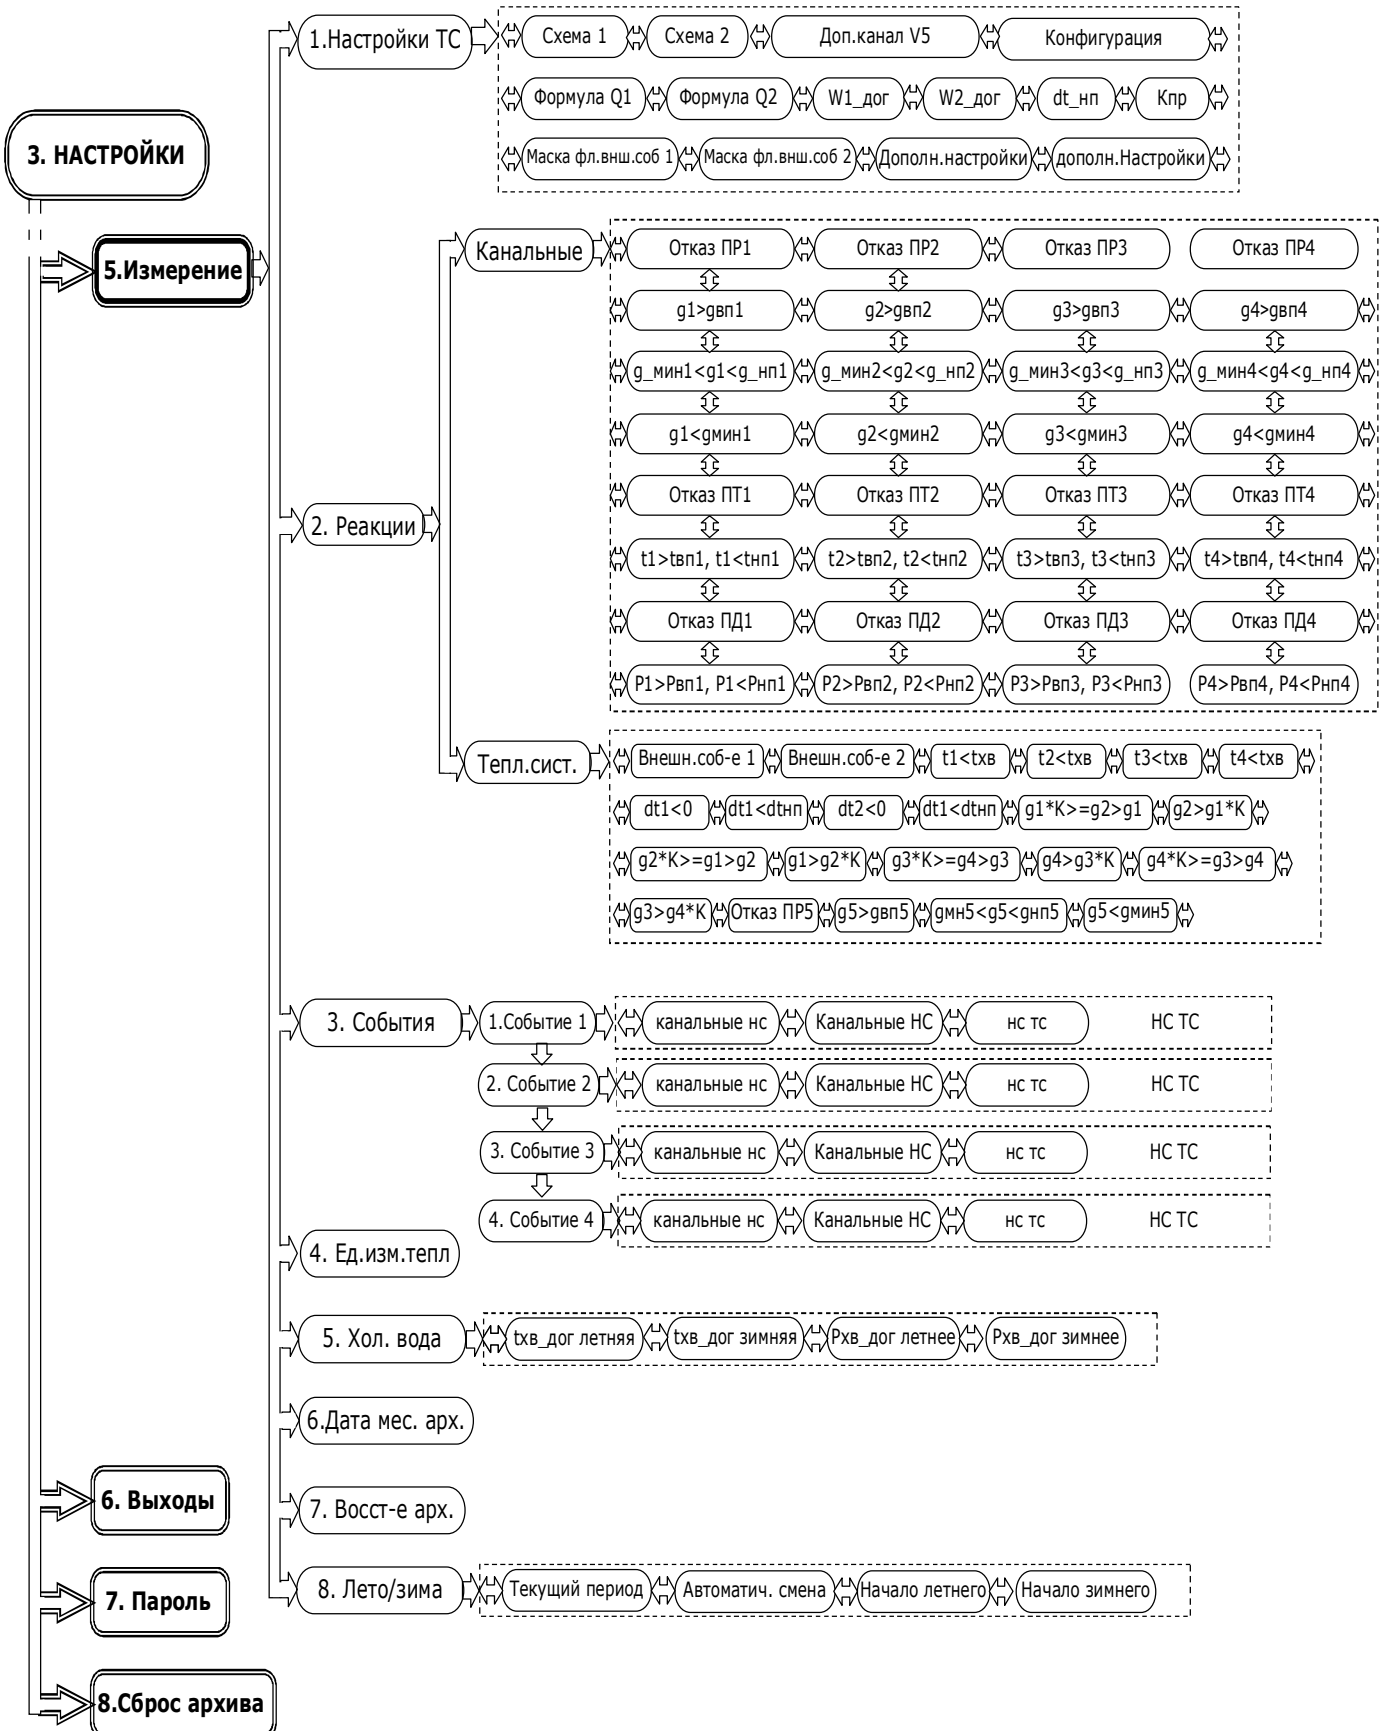 3. НАСТРОЙКИ
5.Измерение
1.Настройки ТС
Схема 1 Схема 2 Доп.канал V5 Конфигурация
Формула Q1 Формула Q2 W1_дог W2_дог dt_нп Кпр
Маска фл.внш.соб 1 Маска фл.внш.соб 2 Дополн.настройки дополн.Настройки
2. Реакции
Канальные
Отказ ПР1 Отказ ПР2 Отказ ПР3 Отказ ПР4
g1>gвп1 g2>gвп2 g3>gвп3 g4>gвп4
g_мин1<g1<g_нп1 g_мин2<g2<g_нп2 g_мин3<g3<g_нп3 g_мин4<g4<g_нп4
g1<gмин1 g2<gмин2 g3<gмин3 g4<gмин4
Отказ ПТ1 Отказ ПТ2 Отказ ПТ3 Отказ ПТ4
t1>tвп1, t1<tнп1 t2>tвп2, t2<tнп2 t3>tвп3, t3<tнп3 t4>tвп4, t4<tнп4
Отказ ПД1 Отказ ПД2 Отказ ПД3 Отказ ПД4
P1>Pвп1, P1<Pнп1 P2>Pвп2, P2<Pнп2 P3>Pвп3, P3<Pнп3 P4>Pвп4, P4<Pнп4
Тепл.сист.
Внешн.соб-е 1 Внешн.соб-е 2 t1<tхв t2<tхв t3<tхв t4<tхв
dt1<0 dt1<dtнп dt2<0 dt1<dtнп g1*K>=g2>g1 g2>g1*K
g2*K>=g1>g2 g1>g2*K g3*K>=g4>g3 g4>g3*K g4*K>=g3>g4
g3>g4*K Отказ ПР5 g5>gвп5 gмн5<g5<gнп5 g5<gмин5
3. События
1.Событие 1 канальные нс Канальные НС нс тс НС ТС
2. Событие 2 канальные нс Канальные НС нс тс НС ТС
3. Событие 3 канальные нс Канальные НС нс тс НС ТС
4. Событие 4 канальные нс Канальные НС нс тс НС ТС
4. Ед.изм.тепл
5. Хол. вода
tхв_дог летняя tхв_дог зимняя Pхв_дог летнее Pхв_дог зимнее
6.Дата мес. арх.
7. Восст-е арх.
8. Лето/зима
Текущий период Автоматич. смена Начало летнего Начало зимнего
6. Выходы
7. Пароль
8.Сброс архива